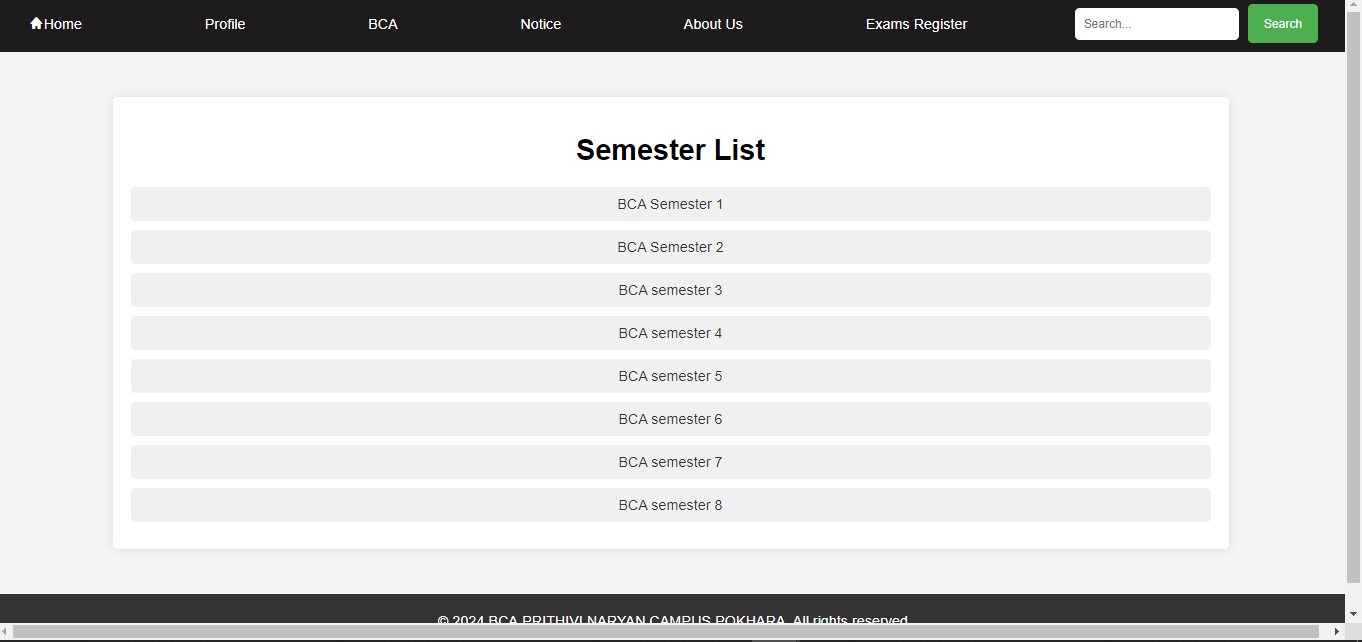 Home Profile BCA Notice About Us Exams Register Search... Search
Semester List
BCA Semester 1
BCA Semester 2
BCA semester 3
BCA semester 4
BCA semester 5
BCA semester 6
BCA semester 7
BCA semester 8
© 2024 BCA PRITHIVI NARYAN CAMPUS POKHARA. All rights reserved.